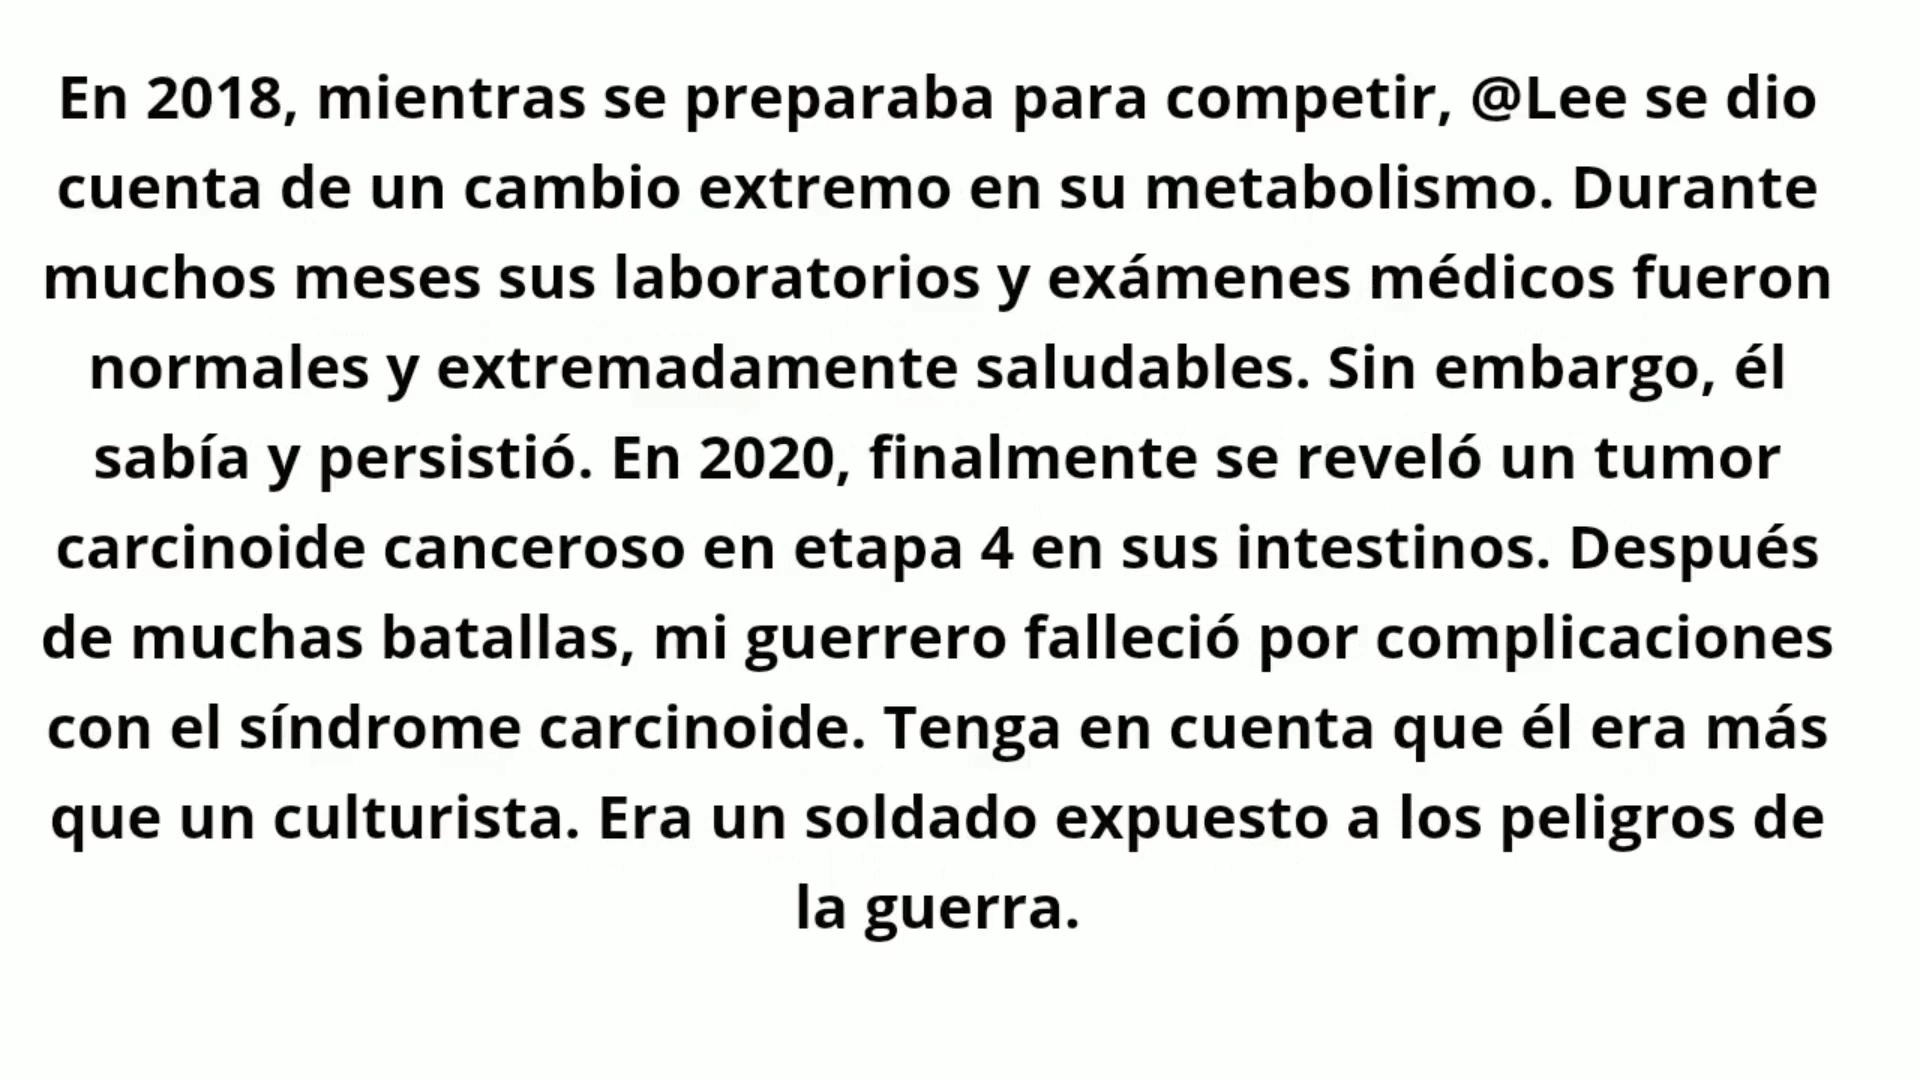 En 2018, mientras se preparaba para competir, @Lee se dio
cuenta de un cambio extremo en su metabolismo. Durante
muchos meses sus laboratorios y exámenes médicos fueron
normales y extremadamente saludables. Sin embargo, él
sabía y persistió. En 2020, finalmente se reveló un tumor
carcinoide canceroso en etapa 4 en sus intestinos. Después
de muchas batallas, mi guerrero falleció por complicaciones
con el síndrome carcinoide. Tenga en cuenta que él era más
que un culturista. Era un soldado expuesto a los peligros de
la guerra.